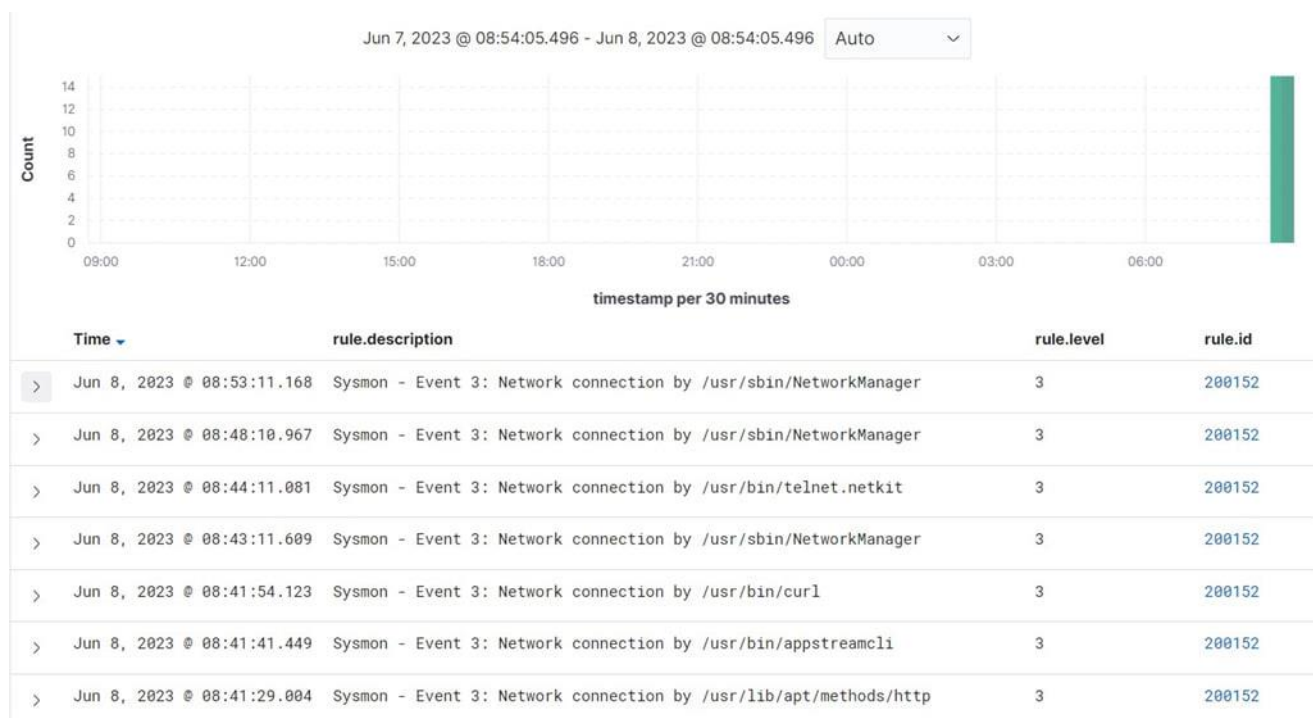 Jun 7, 2023 @ 08:54:05.496 - Jun 8, 2023 @ 08:54:05.496 Auto
14
12
10
8
6
4
2
0
Count
09:00 12:00 15:00 18:00 21:00 00:00 03:00 06:00
timestamp per 30 minutes
Time rule.description rule.level rule.id
Jun 8, 2023 @ 08:53:11.168 Sysmon - Event 3: Network connection by /usr/sbin/NetworkManager 3 200152
Jun 8, 2023 @ 08:48:10.967 Sysmon - Event 3: Network connection by /usr/sbin/NetworkManager 3 200152
Jun 8, 2023 @ 08:44:11.081 Sysmon - Event 3: Network connection by /usr/bin/telnet.netkit 3 200152
Jun 8, 2023 @ 08:43:11.609 Sysmon - Event 3: Network connection by /usr/sbin/NetworkManager 3 200152
Jun 8, 2023 @ 08:41:54.123 Sysmon - Event 3: Network connection by /usr/bin/curl 3 200152
Jun 8, 2023 @ 08:41:41.449 Sysmon - Event 3: Network connection by /usr/bin/appstreamcli 3 200152
Jun 8, 2023 @ 08:41:29.004 Sysmon - Event 3: Network connection by /usr/lib/apt/methods/http 3 200152